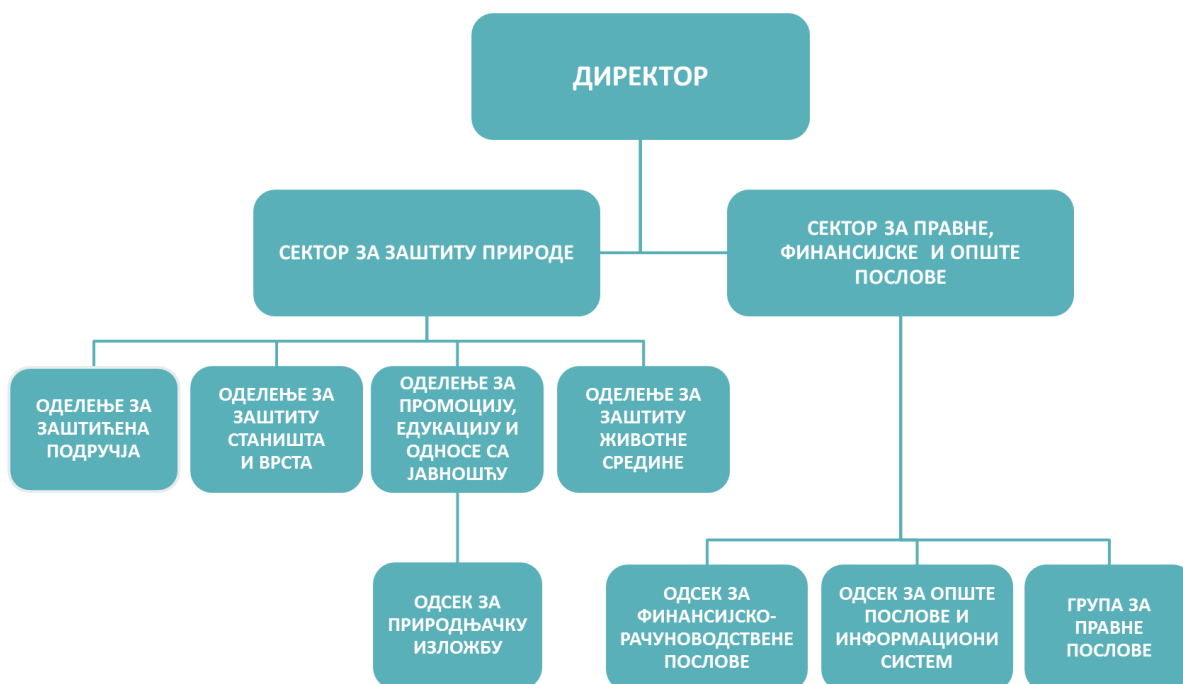 ДИРЕКТОР
СЕКТОР ЗА ЗАШТИТУ ПРИРОДЕ
СЕКТОР ЗА ПРАВНЕ,
ФИНАНСИЈСКЕ И ОПШТЕ
ПОСЛОВЕ
ОДЕЛЕЊЕ ЗА
ЗАШТИЋЕНА
ПОДРУЧЈА
ОДЕЛЕЊЕ ЗА
ЗАШТИТУ
СТАНИШТА
И ВРСТА
ОДЕЛЕЊЕ ЗА
ПРОМОЦИЈУ,
ЕДУКАЦИЈУ И
ОДНОСЕ СА
ЈАВНОШЋУ
ОДЕЛЕЊЕ ЗА
ЗАШТИТУ
ЖИВОТНЕ
СРЕДИНЕ
ОДСЕК ЗА
ПРИРОДЊАЧКУ
ИЗЛОЖБУ
ОДСЕК ЗА
ФИНАНСИЈСКО-
РАЧУНОВОДСТВЕНЕ
ПОСЛОВЕ
ОДСЕК ЗА ОПШТЕ
ПОСЛОВЕ И
ИНФОРМАЦИОНИ
СИСТЕМ
ГРУПА ЗА
ПРАВНЕ
ПОСЛОВЕ